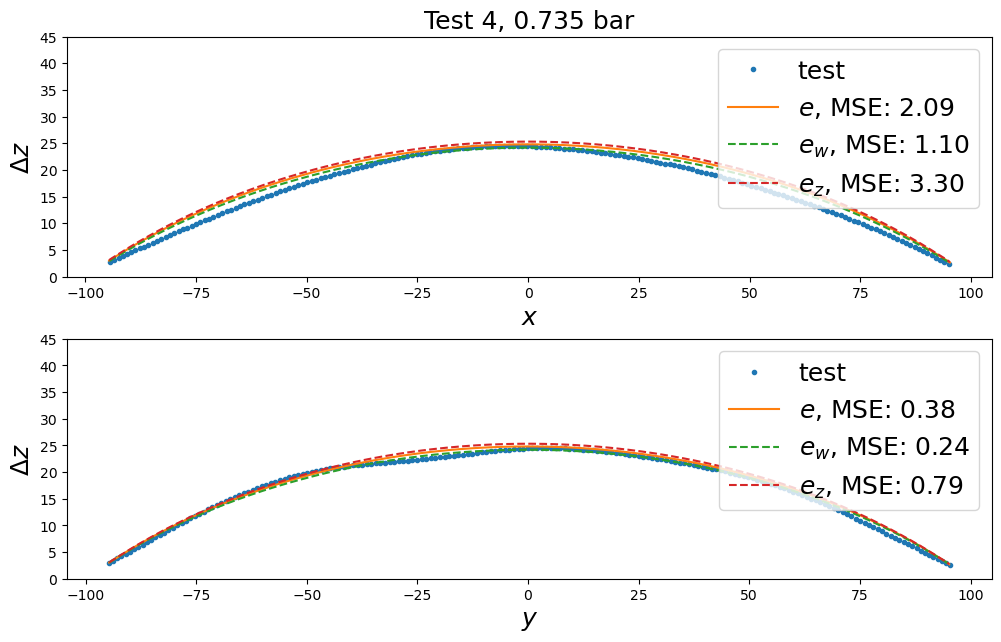 Test 4, 0.735 bar
45
40
35
30
25
20
15
10
5
0
Δz
test
e, MSE: 2.09
e_w, MSE: 1.10
e_z, MSE: 3.30
−100 −75 −50 −25 0 25 50 75 100
x
45
40
35
30
25
20
15
10
5
0
Δz
test
e, MSE: 0.38
e_w, MSE: 0.24
e_z, MSE: 0.79
−100 −75 −50 −25 0 25 50 75 100
y